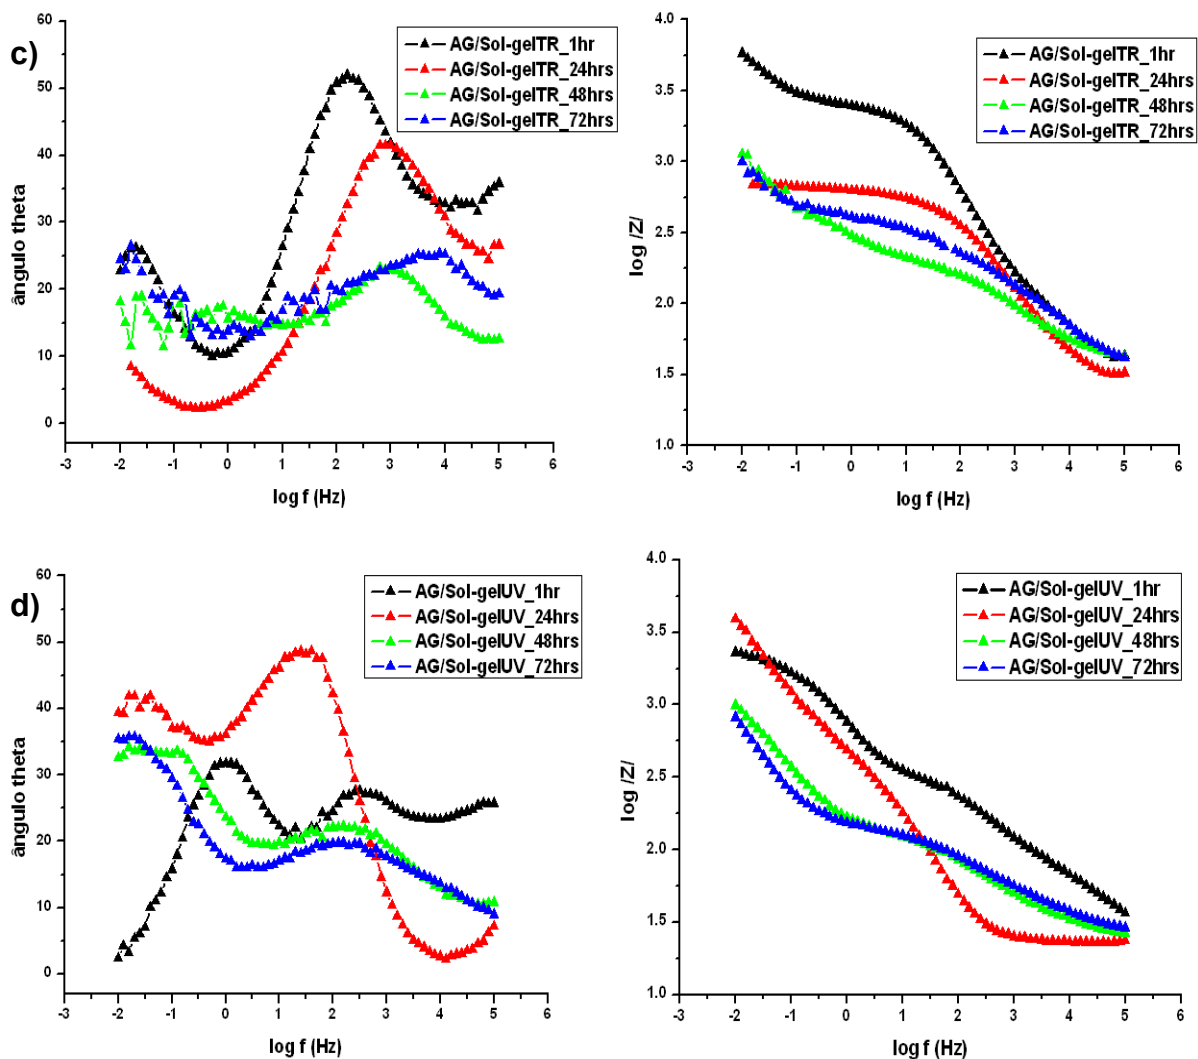 c)
60
50
40
30
20
10
0
-3 -2 -1 0 1 2 3 4 5 6
ângulo theta
log f (Hz)
AG/Sol-gelTR_1hr
AG/Sol-gelTR_24hrs
AG/Sol-gelTR_48hrs
AG/Sol-gelTR_72hrs
4.0
3.5
3.0
2.5
2.0
1.5
1.0
-3 -2 -1 0 1 2 3 4 5 6
log /Z/
log f (Hz)
AG/Sol-gelTR_1hr
AG/Sol-gelTR_24hrs
AG/Sol-gelTR_48hrs
AG/Sol-gelTR_72hrs
d)
60
50
40
30
20
10
0
-3 -2 -1 0 1 2 3 4 5 6
ângulo theta
log f (Hz)
AG/Sol-gelUV_1hr
AG/Sol-gelUV_24hrs
AG/Sol-gelUV_48hrs
AG/Sol-gelUV_72hrs
4.0
3.5
3.0
2.5
2.0
1.5
1.0
-3 -2 -1 0 1 2 3 4 5 6
log /Z/
log f (Hz)
AG/Sol-gelUV_1hr
AG/Sol-gelUV_24hrs
AG/Sol-gelUV_48hrs
AG/Sol-gelUV_72hrs